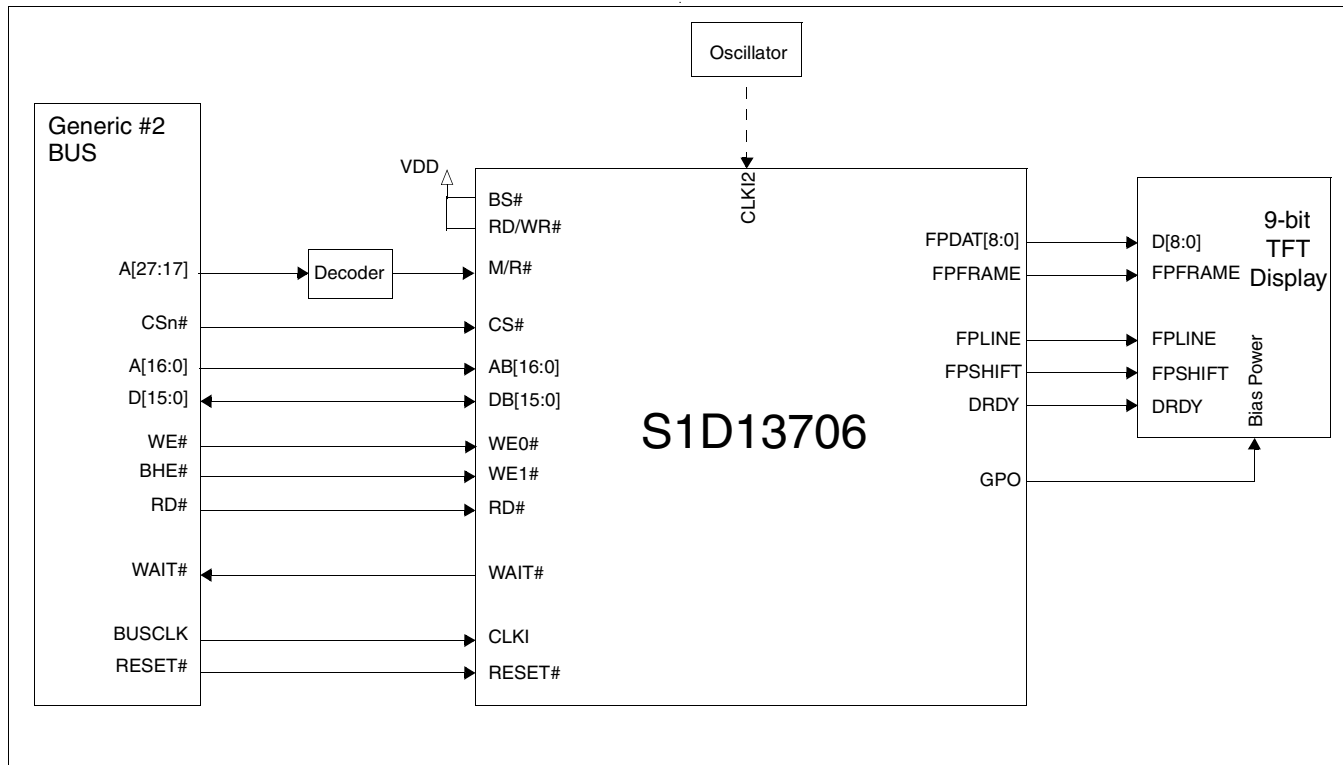 Oscillator
Generic #2
BUS
VDD
BS#
RD/WR#
CLKI2
A[27:17]
Decoder
M/R#
CSn#
CS#
A[16:0]
AB[16:0]
D[15:0]
DB[15:0]
WE#
WE0#
BHE#
WE1#
RD#
RD#
WAIT#
WAIT#
BUSCLK
CLKI
RESET#
RESET#
S1D13706
FPDAT[8:0]
FPFRAME
FPLINE
FPSHIFT
DRDY
GPO
D[8:0]
FPFRAME
FPLINE
FPSHIFT
DRDY
9-bit
TFT
Display
Bias Power